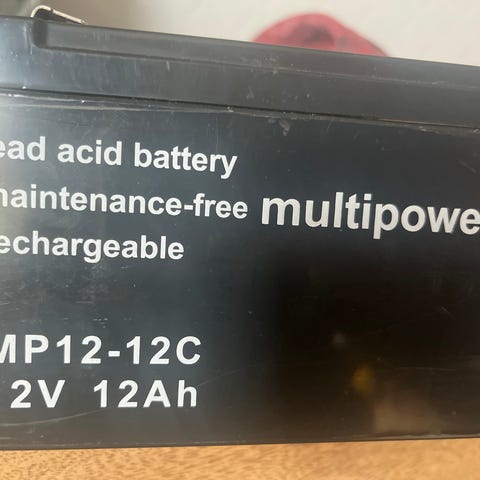 ead acid battery
maintenance-free
echargeable
multipowe
MP12-12C
2V 12Ah